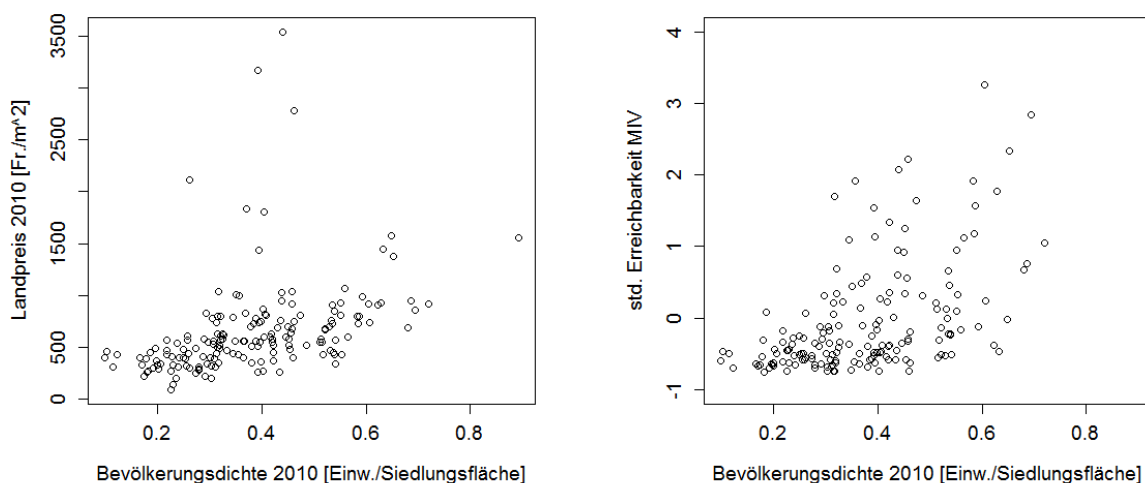 Landpreis 2010 [Fr./m^2]
3500
2500
1500
500
0
0.2 0.4 0.6 0.8
Bevölkerungsdichte 2010 [Einw./Siedlungsfläche]
std. Erreichbarkeit MIV
4
3
2
1
0
-1
0.2 0.4 0.6 0.8
Bevölkerungsdichte 2010 [Einw./Siedlungsfläche]